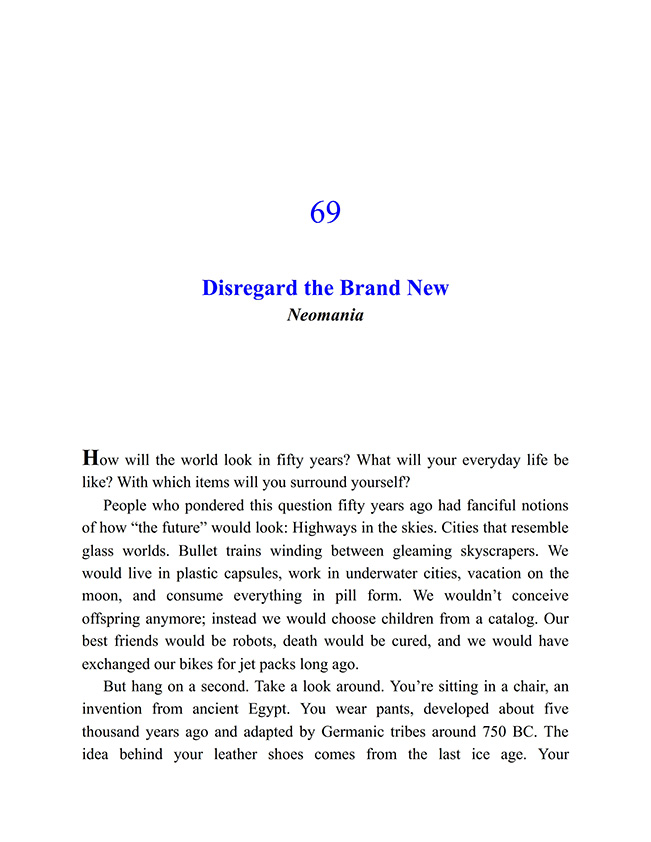 69
Disregard the Brand New
Neomania
How will the world look in fifty years? What will your everyday life be
like? With which items will you surround yourself?
People who pondered this question fifty years ago had fanciful notions
of how “the future” would look: Highways in the skies. Cities that resemble
glass worlds. Bullet trains winding between gleaming skyscrapers. We
would live in plastic capsules, work in underwater cities, vacation on the
moon, and consume everything in pill form. We wouldn’t conceive
offspring anymore; instead we would choose children from a catalog. Our
best friends would be robots, death would be cured, and we would have
exchanged our bikes for jet packs long ago.
But hang on a second. Take a look around. You’re sitting in a chair, an
invention from ancient Egypt. You wear pants, developed about five
thousand years ago and adapted by Germanic tribes around 750 BC. The
idea behind your leather shoes comes from the last ice age. Your